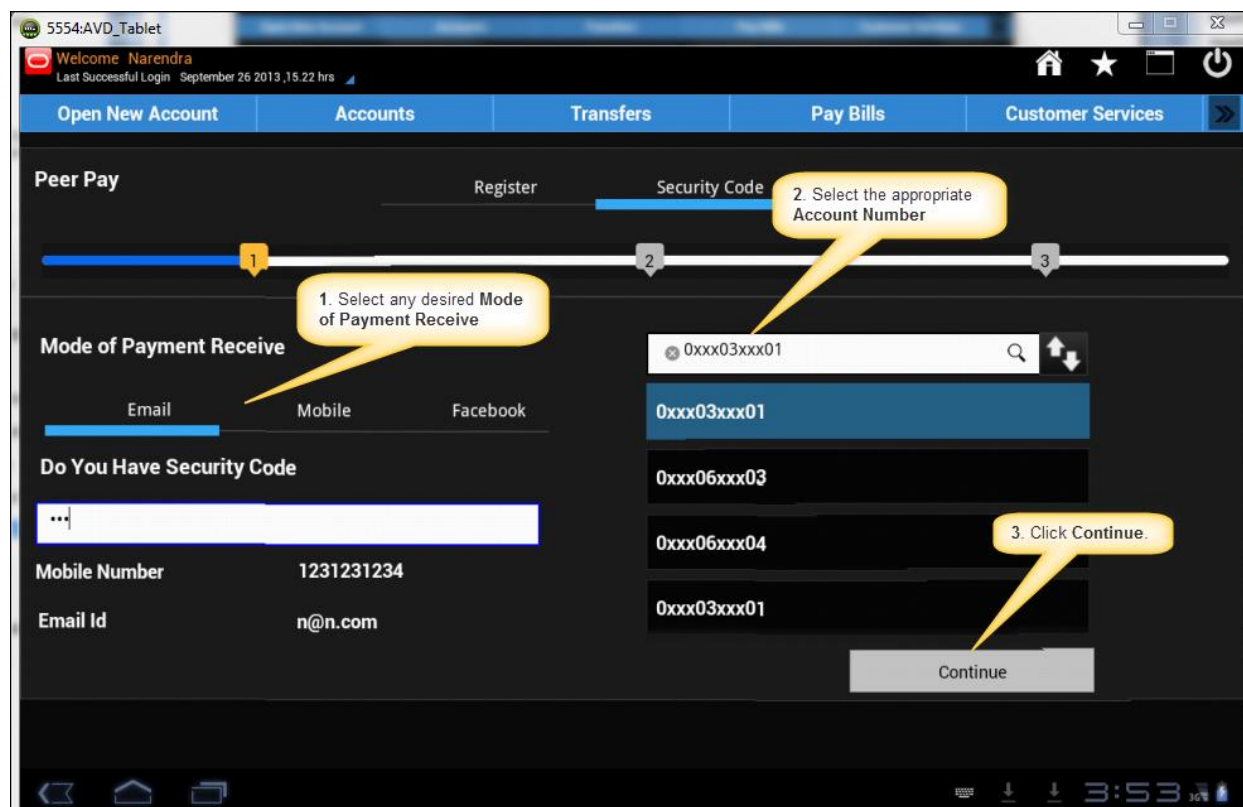 5554:AVD_Tablet
Welcome Narendra
Last Successful Login September 26 2013 ,15.22 hrs
Open New Account Accounts Transfers Pay Bills Customer Services
Peer Pay
Register Security Code
2. Select the appropriate
Account Number
1 2 3
1. Select any desired Mode
of Payment Receive
Mode of Payment Receive
0xxx03xxx01
Email Mobile Facebook
0xxx03xxx01
Do You Have Security Code
0xxx06xxx03
•••
3. Click Continue.
0xxx06xxx04
Mobile Number 1231231234
0xxx03xxx01
Email Id n@n.com
Continue
3:53 3G